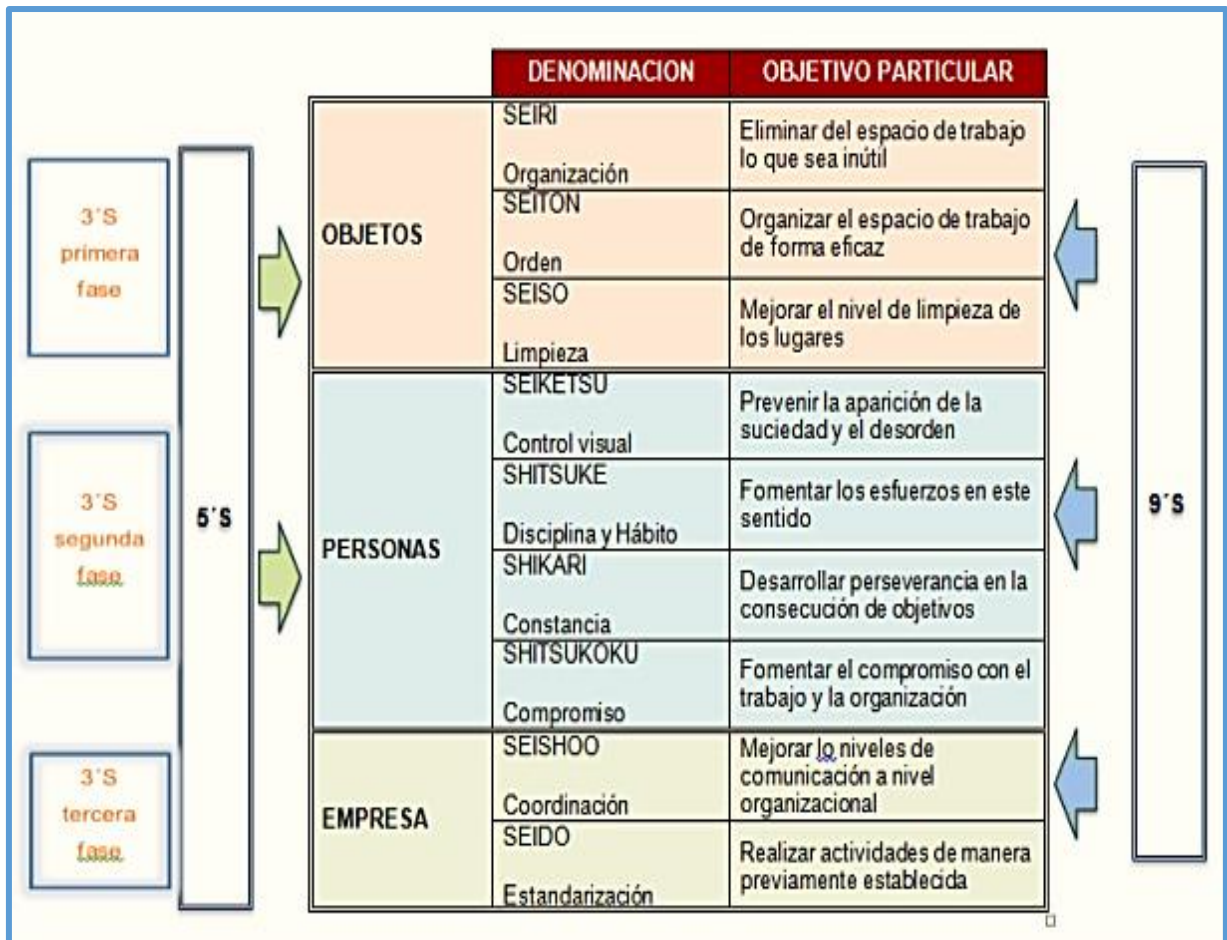 DENOMINACION
OBJETIVO PARTICULAR
3´S
primera
fase
3´S
segunda
fase
3´S
tercera
fase
5´S
OBJETOS
SEIRI
Organización
Eliminar del espacio de trabajo
lo que sea inútil
SEITON
Orden
Organizar el espacio de trabajo
de forma eficaz
SEISO
Limpieza
Mejorar el nivel de limpieza de
los lugares
PERSONAS
SEIKETSU
Control visual
Prevenir la aparición de la
suciedad y el desorden
SHITSUKE
Disciplina y Hábito
Fomentar los esfuerzos en este
sentido
SHIKARI
Constancia
Desarrollar perseverancia en la
consecución de objetivos
SHITSUKOKU
Compromiso
Fomentar el compromiso con el
trabajo y la organización
EMPRESA
SEISHOO
Coordinación
Mejorar lo niveles de
comunicación a nivel
organizacional
SEIDO
Estandarización
Realizar actividades de manera
previamente establecida
9´S